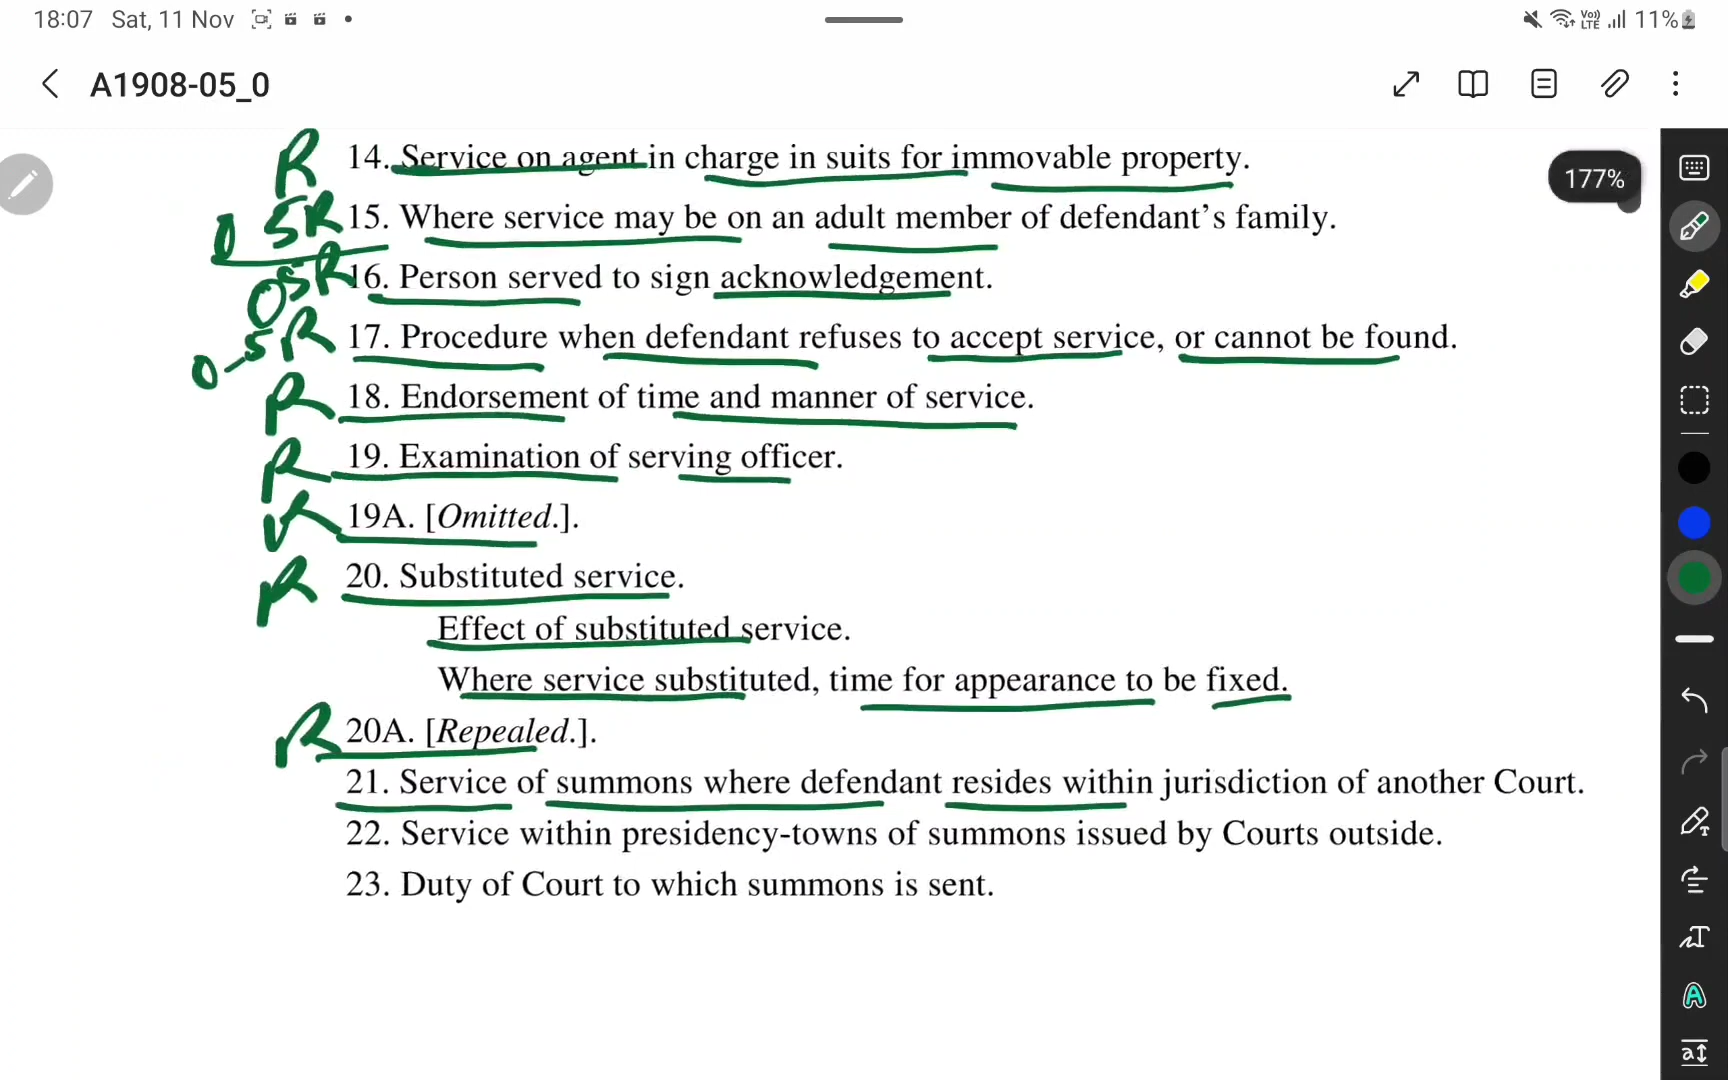 18:07 Sat, 11 Nov
Vo)) LTE 11%
A1908-05_0
177%
R 14. Service on agent in charge in suits for immovable property.
O 5R 15. Where service may be on an adult member of defendant's family.
O5R 16. Person served to sign acknowledgement.
O-5R 17. Procedure when defendant refuses to accept service, or cannot be found.
R 18. Endorsement of time and manner of service.
R 19. Examination of serving officer.
R 19A. [Omitted.].
R 20. Substituted service.
Effect of substituted service.
Where service substituted, time for appearance to be fixed.
R 20A. [Repealed.].
21. Service of summons where defendant resides within jurisdiction of another Court.
22. Service within presidency-towns of summons issued by Courts outside.
23. Duty of Court to which summons is sent.